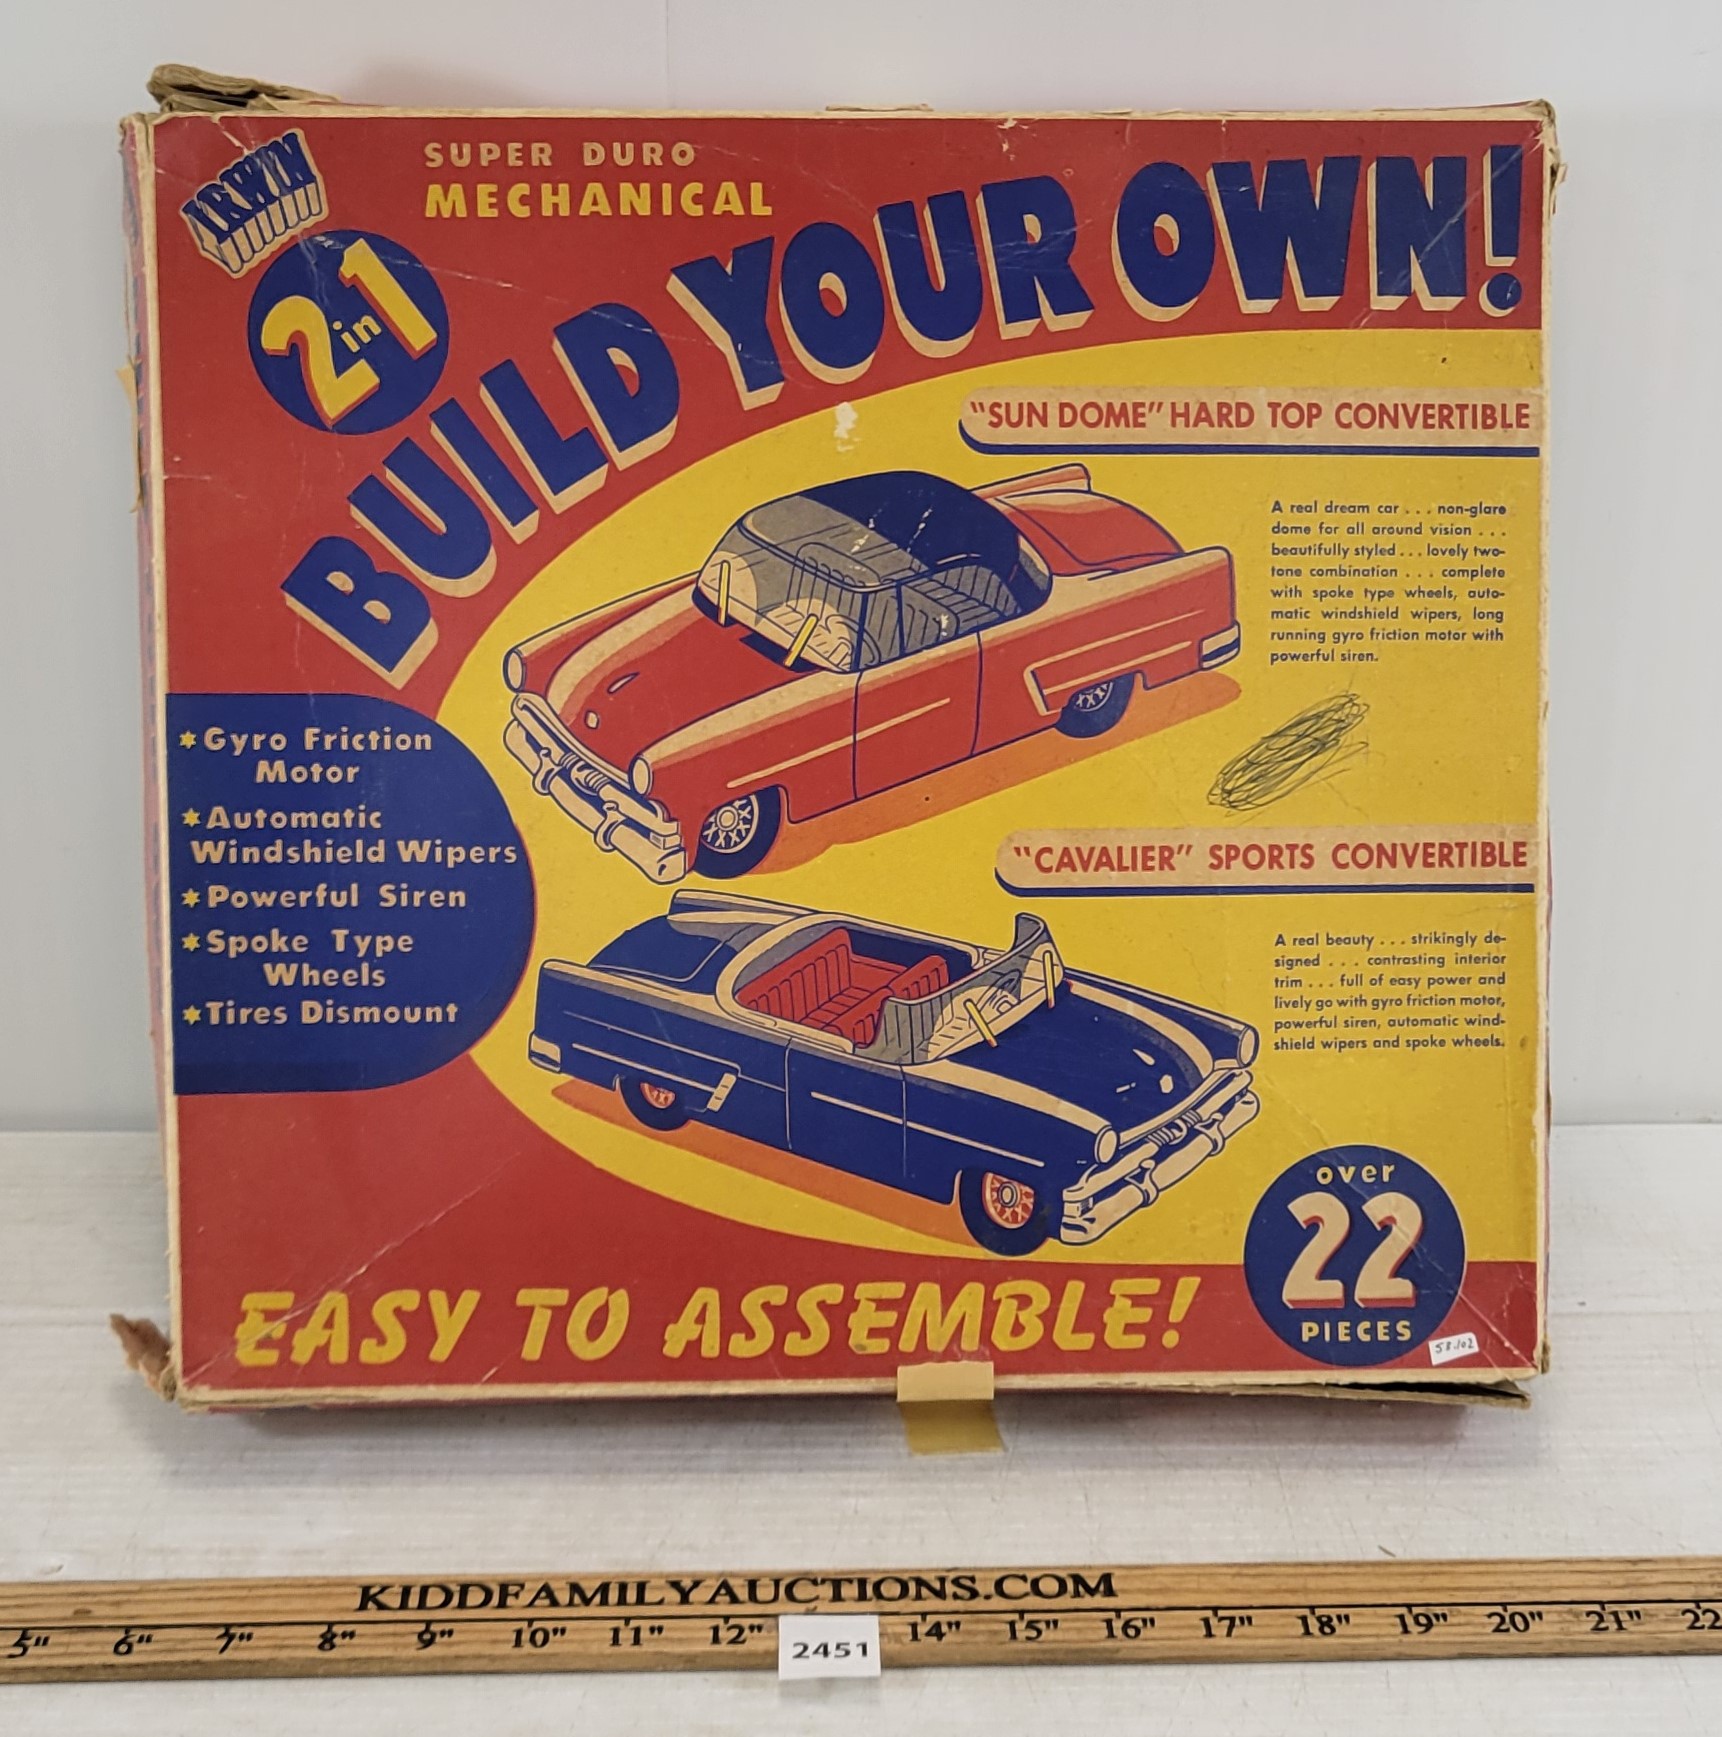 IRWIN
2 in 1
SUPER DURO
MECHANICAL
BUILD YOUR OWN!
"SUN DOME" HARD TOP CONVERTIBLE
A real dream car . . . non-glare
dome for all around vision . . .
beautifully styled . . . lovely two-
tone combination . . . complete
with spoke type wheels, auto-
matic windshield wipers, long
running gyro friction motor with
powerful siren.
* Gyro Friction
Motor
* Automatic
Windshield Wipers
* Powerful Siren
* Spoke Type
Wheels
* Tires Dismount
"CAVALIER" SPORTS CONVERTIBLE
A real beauty . . . strikingly de-
signed . . . contrasting interior
trim . . . full of easy power and
lively go with gyro friction motor,
powerful siren, automatic wind-
shield wipers and spoke wheels.
over
22
PIECES
58.102
EASY TO ASSEMBLE!
KIDDFAMILYAUCTIONS.COM
5" 6" 7" 8" 9" 10" 11" 12" 14" 15" 16" 17" 18" 19" 20" 21" 22
2451